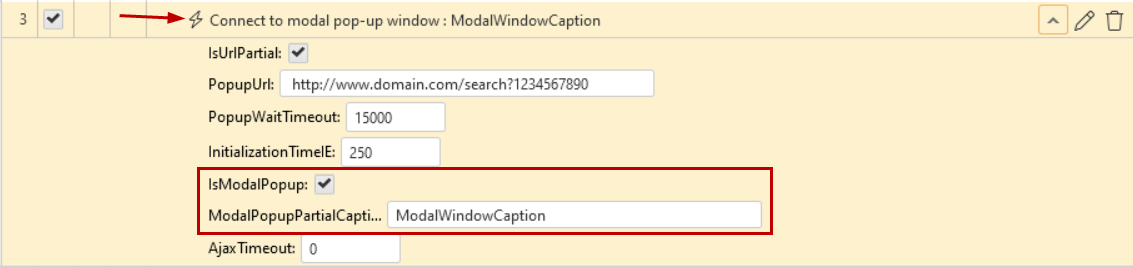 3 Connect to modal pop-up window : ModalWindowCaption
IsUrlPartial:
PopupUrl: http://www.domain.com/search?1234567890
PopupWaitTimeout: 15000
InitializationTimeIE: 250
IsModalPopup:
ModalPopupPartialCapti... ModalWindowCaption
AjaxTimeout: 0